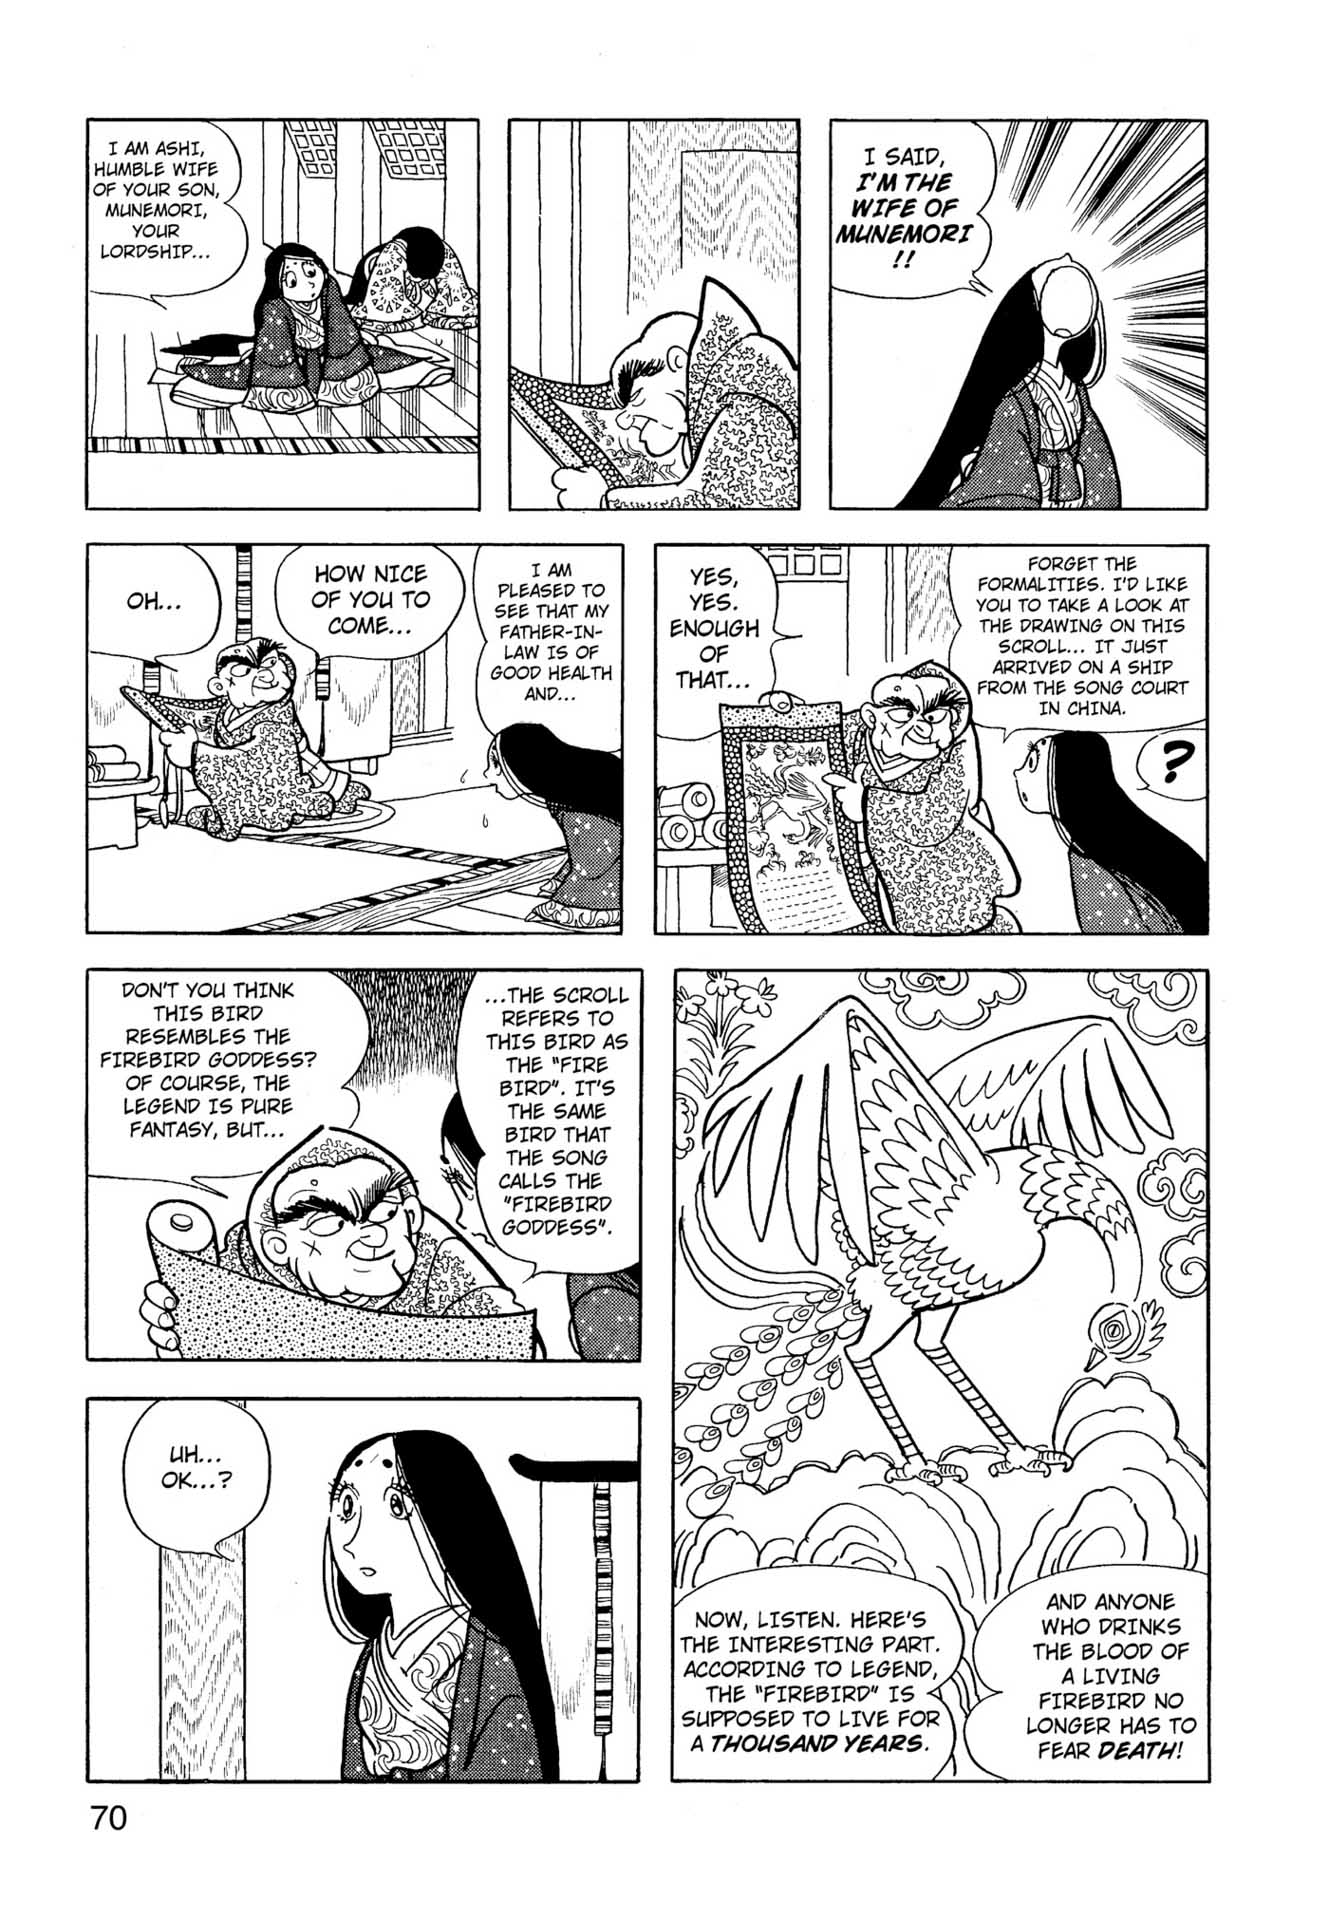 I AM ASHI,
HUMBLE WIFE
OF YOUR SON,
MUNEMORI,
YOUR
LORDSHIP...
I SAID,
I'M THE
WIFE OF
MUNEMORI
!!
OH...
HOW NICE
OF YOU TO
COME...
I AM
PLEASED TO
SEE THAT MY
FATHER-IN-
LAW IS OF
GOOD HEALTH
AND...
YES,
YES.
ENOUGH
OF
THAT...
FORGET THE
FORMALITIES. I'D LIKE
YOU TO TAKE A LOOK AT
THE DRAWING ON THIS
SCROLL... IT JUST
ARRIVED ON A SHIP
FROM THE SONG COURT
IN CHINA.
?
DON'T YOU THINK
THIS BIRD
RESEMBLES THE
FIREBIRD GODDESS?
OF COURSE, THE
LEGEND IS PURE
FANTASY, BUT...
...THE SCROLL
REFERS TO
THIS BIRD AS
THE "FIRE
BIRD". IT'S
THE SAME
BIRD THAT
THE SONG
CALLS THE
"FIREBIRD
GODDESS".
NOW, LISTEN. HERE'S
THE INTERESTING PART.
ACCORDING TO LEGEND,
THE "FIREBIRD" IS
SUPPOSED TO LIVE FOR
A THOUSAND YEARS.
AND ANYONE
WHO DRINKS
THE BLOOD OF
A LIVING
FIREBIRD NO
LONGER HAS TO
FEAR DEATH!
UH...
OK...?
70